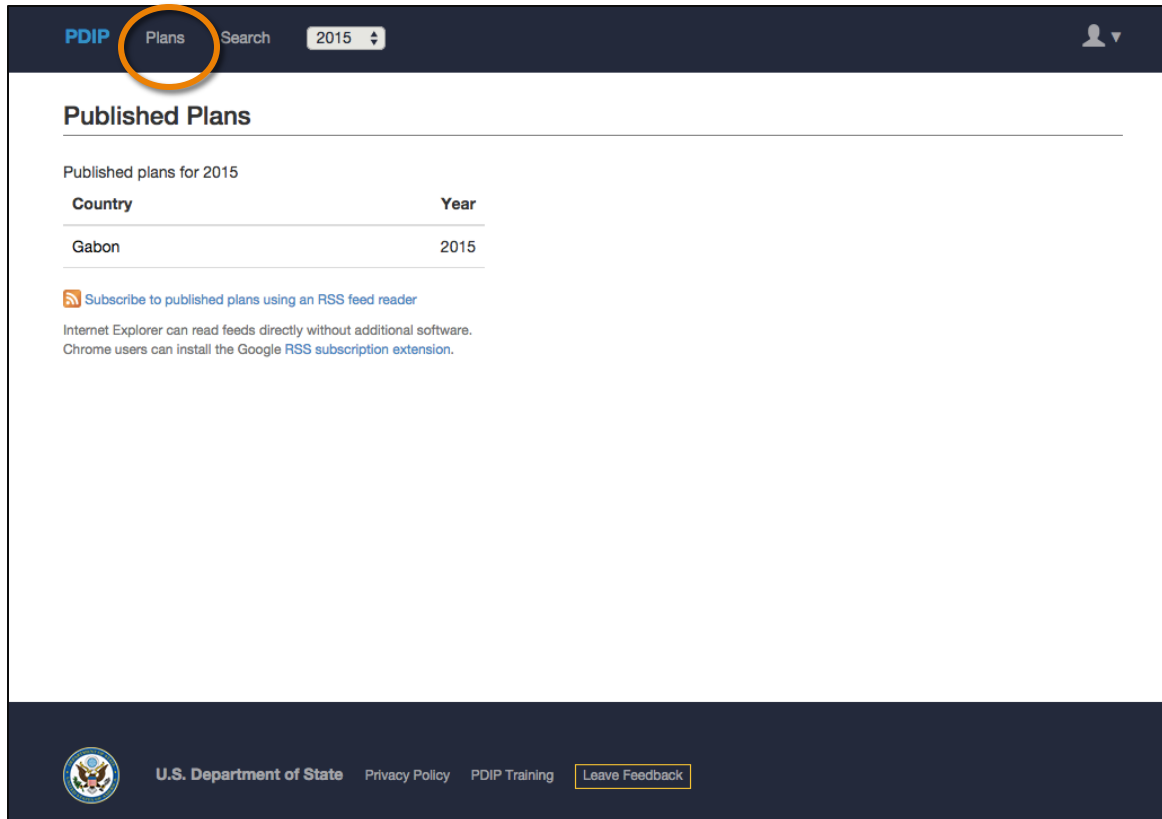 PDIP Plans Search 2015
Published Plans
Published plans for 2015
Country Year
Gabon 2015
Subscribe to published plans using an RSS feed reader
Internet Explorer can read feeds directly without additional software.
Chrome users can install the Google RSS subscription extension.
U.S. Department of State Privacy Policy PDIP Training Leave Feedback